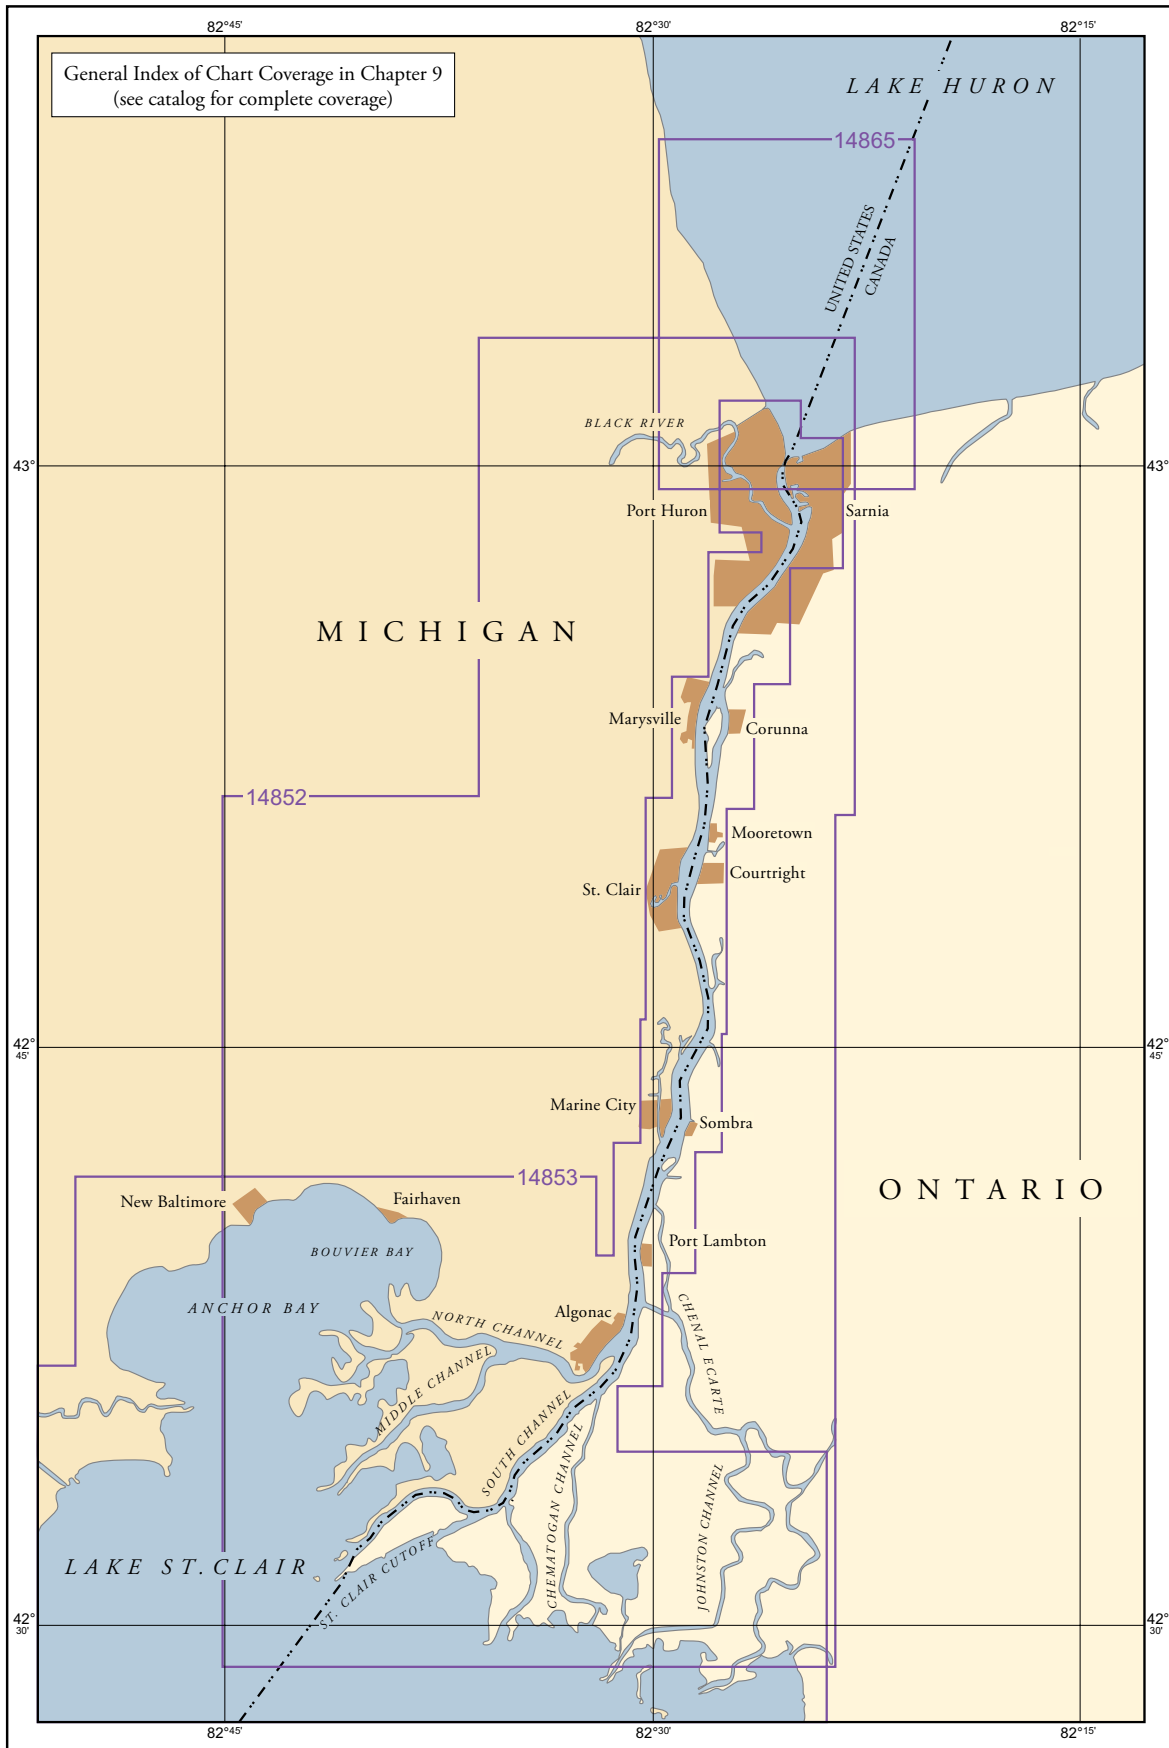 82°45'
82°30'
82°15'
General Index of Chart Coverage in Chapter 9
(see catalog for complete coverage)
LAKE HURON
14865
UNITED STATES
CANADA
BLACK RIVER
43°
43°
Port Huron
Sarnia
MICHIGAN
Marysville
Corunna
14852
Mooretown
Courtright
St. Clair
42°
45'
42°
45'
Marine City
Sombra
14853
New Baltimore
Fairhaven
ONTARIO
Port Lambton
BOUVIER BAY
ANCHOR BAY
Algonac
NORTH CHANNEL
CHENAL ECARTE
MIDDLE CHANNEL
SOUTH CHANNEL
CHEMATOGAN CHANNEL
JOHNSTON CHANNEL
LAKE ST. CLAIR
ST. CLAIR CUTOFF
42°
30'
42°
30'
82°45'
82°30'
82°15'